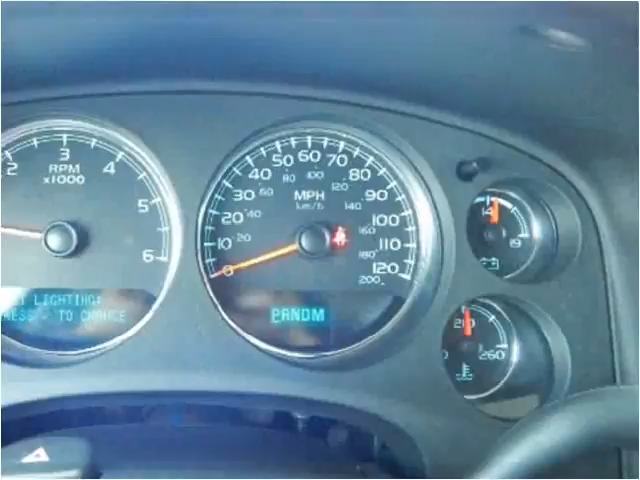 2 3 4 5 6
RPM
x1000
LIGHTING:
- TO CHANGE
0 10 20 30 40 50 60 70 80 90 100 110 120
20 40 60 80 100 120 140 160 180 200
MPH
km/h
PRNDM
14 19
210 260